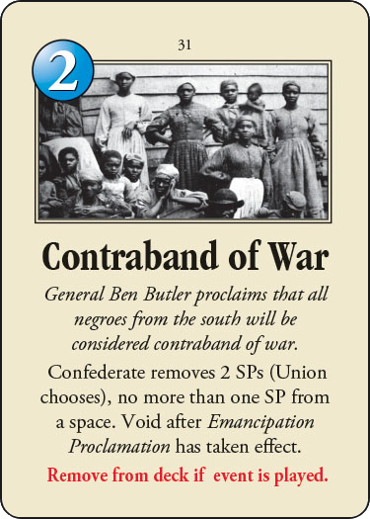 31
2
Contraband of War
General Ben Butler proclaims that all
negroes from the south will be
considered contraband of war.
Confederate removes 2 SPs (Union
chooses), no more than one SP from
a space. Void after Emancipation
Proclamation has taken effect.
Remove from deck if event is played.